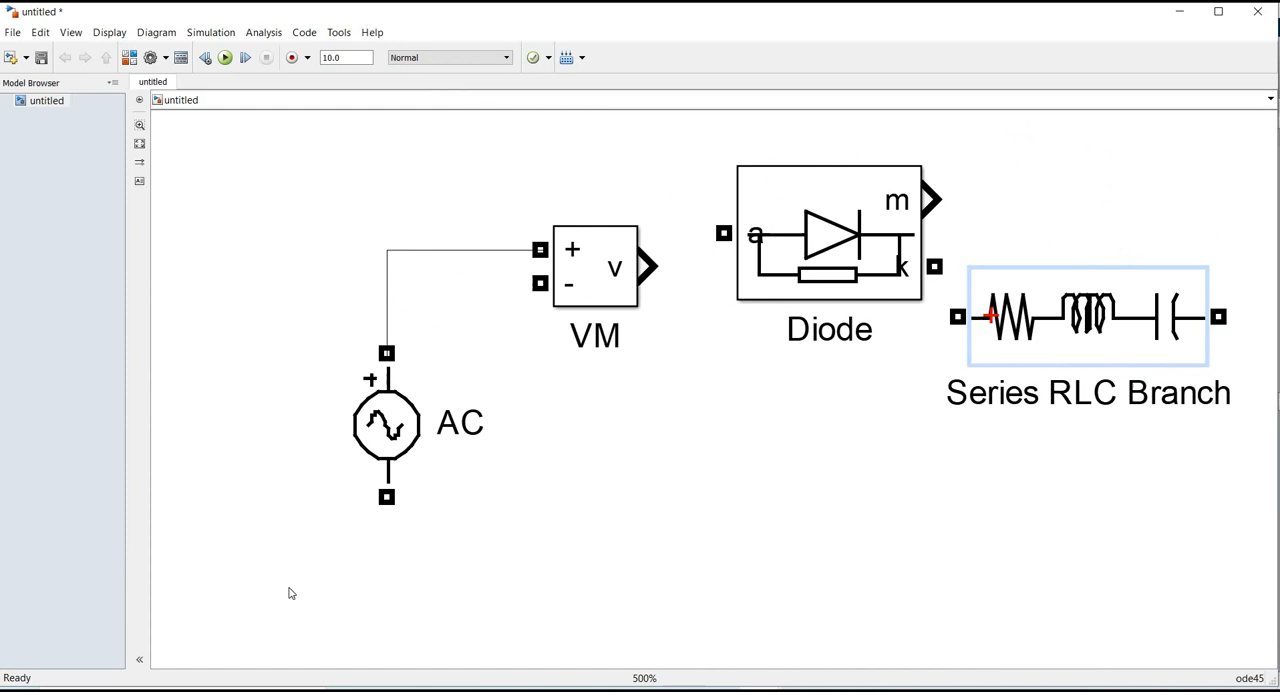 untitled *
File Edit View Display Diagram Simulation Analysis Code Tools Help
10.0 Normal
Model Browser
untitled
untitled
untitled
m
a
k
+
v
-
VM
Diode
+
Series RLC Branch
+
AC
Ready 500% ode45